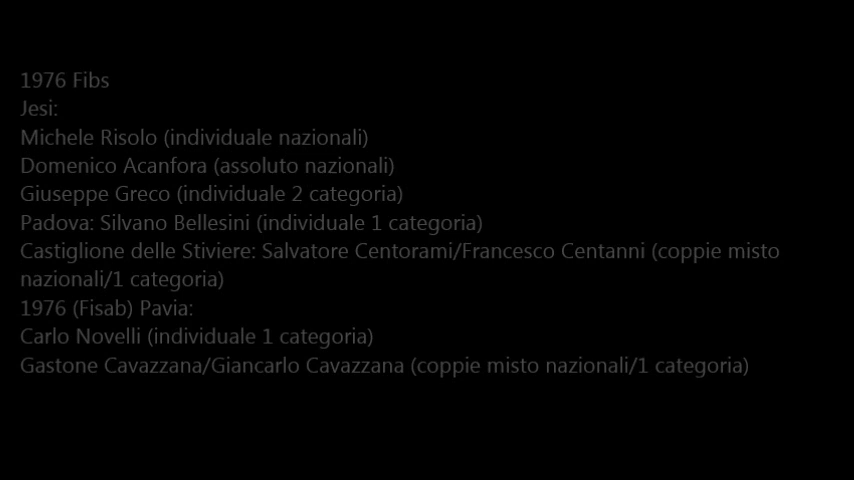 1976 Fibs
Jesi:
Michele Risolo (individuale nazionali)
Domenico Acanfora (assoluto nazionali)
Giuseppe Greco (individuale 2 categoria)
Padova: Silvano Bellesini (individuale 1 categoria)
Castiglione delle Stiviere: Salvatore Centorami/Francesco Centanni (coppie misto
nazionali/1 categoria)
1976 (Fisab) Pavia:
Carlo Novelli (individuale 1 categoria)
Gastone Cavazzana/Giancarlo Cavazzana (coppie misto nazionali/1 categoria)